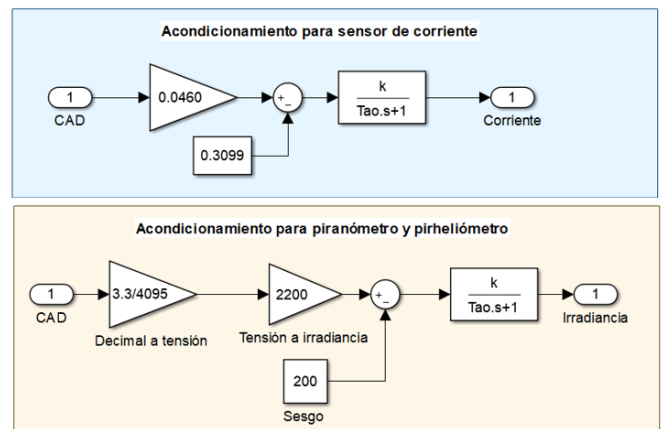 Acondicionamiento para sensor de corriente
1
CAD
0.0460
+
-
0.3099
k
Tao.s+1
1
Corriente
Acondicionamiento para piranómetro y pirheliómetro
1
CAD
3.3/4095
Decimal a tensión
2200
Tensión a irradiancia
+
-
200
Sesgo
k
Tao.s+1
1
Irradiancia